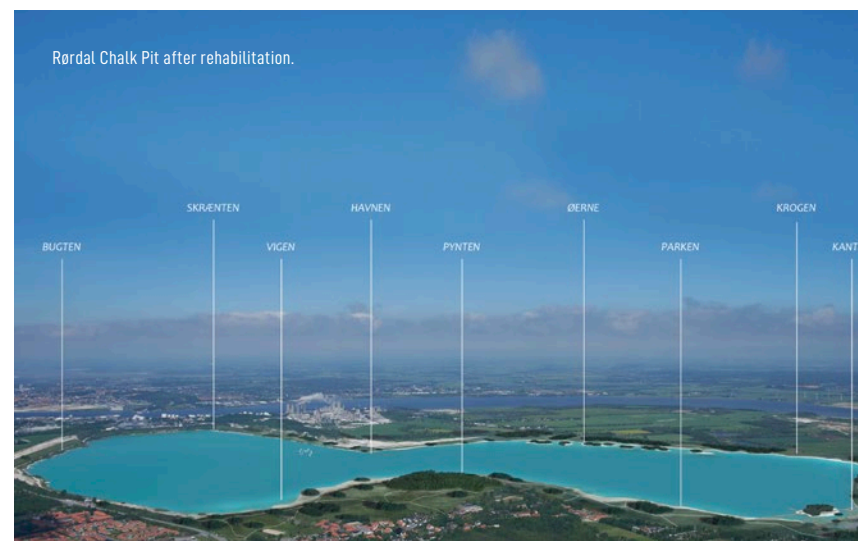 Rørdal Chalk Pit after rehabilitation.
SKRÆNTEN
HAVNEN
ØERNE
KROGEN
BUGTEN
VIGEN
PYNTEN
PARKEN
KANT